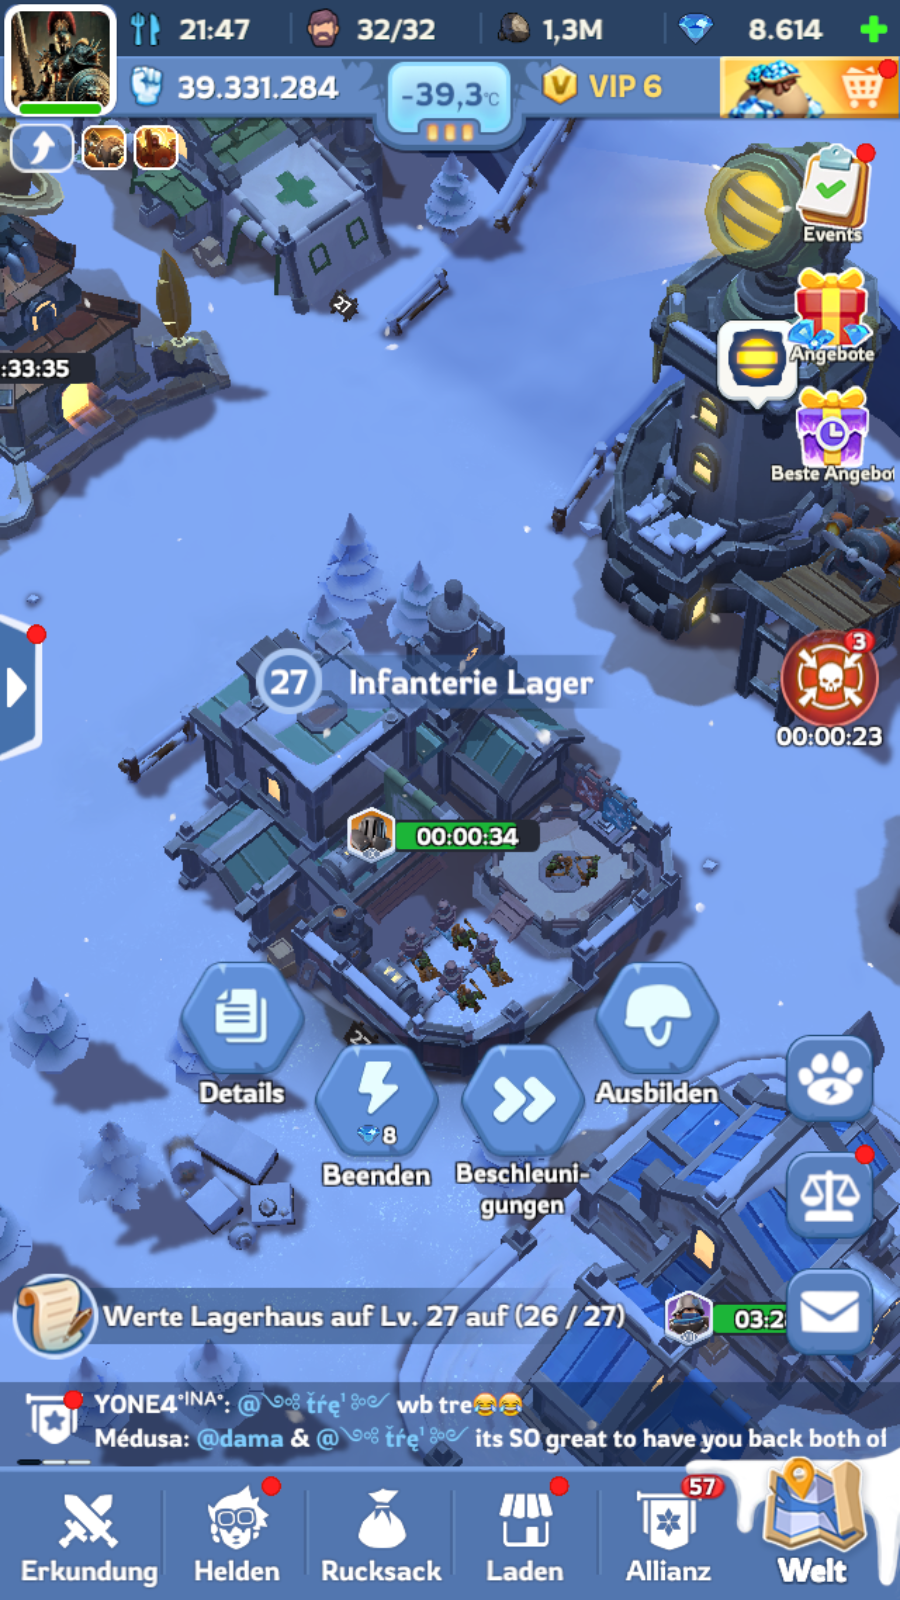 21:47
32/32
1,3M
8.614
39.331.284
-39,3°C
VIP 6
Events
27
Angebote
:33:35
Beste Angebo
3
27 Infanterie Lager
00:00:23
00:00:34
Details
Ausbilden
8
Beenden
Beschleuni-
gungen
Werte Lagerhaus auf Lv. 27 auf (26 / 27)
03:2
YONE4°INA°: @ wb tre😂😂
Médusa: @dama & @ its SO great to have you back both of
57
Erkundung
Helden
Rucksack
Laden
Allianz
Welt